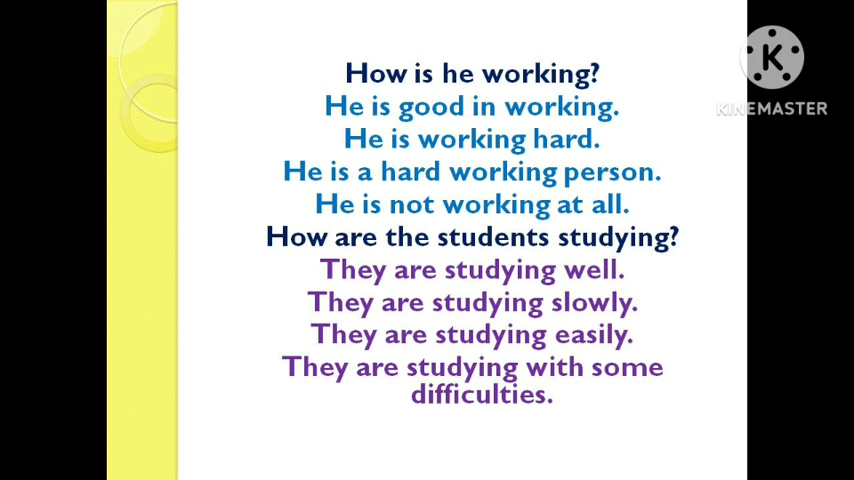 How is he working?
He is good in working.
He is working hard.
He is a hard working person.
He is not working at all.
How are the students studying?
They are studying well.
They are studying slowly.
They are studying easily.
They are studying with some
difficulties.
K
KINEMASTER